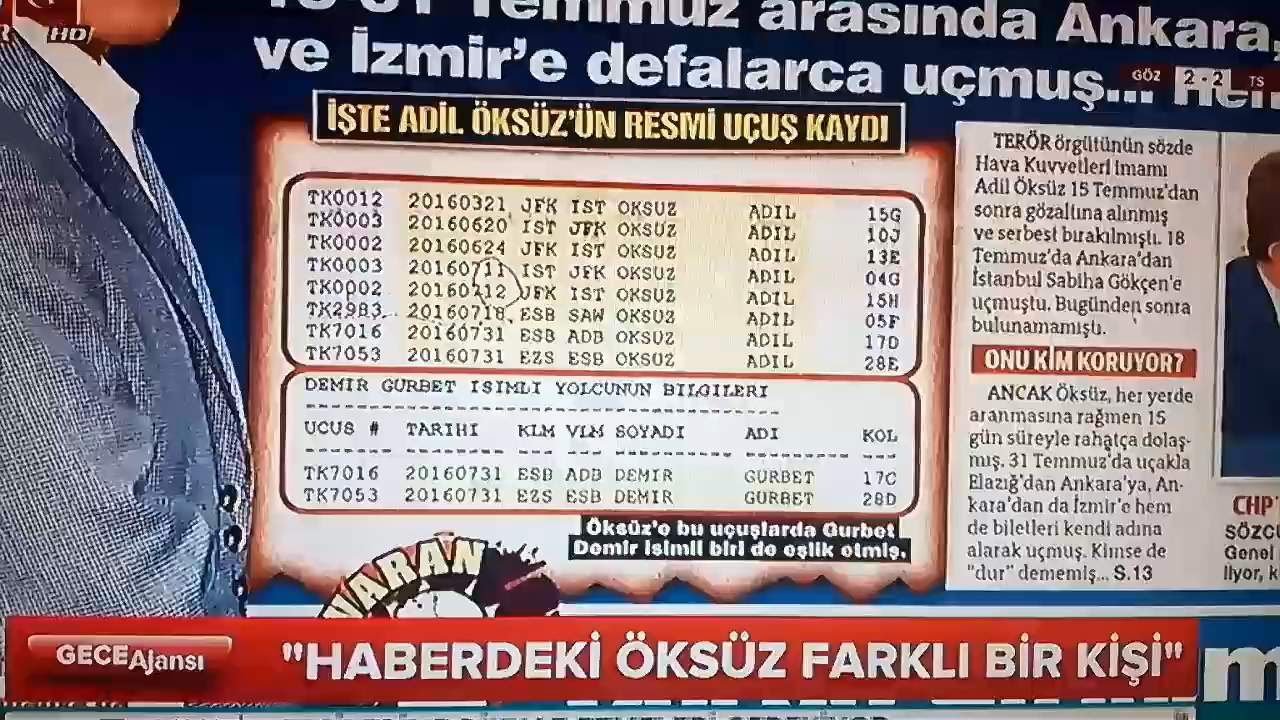 Temmuz arasında Ankara,
ve İzmir'e defalarca uçmuş...
HD
GÖZ 2-2 TS
İŞTE ADİL ÖKSÜZ'ÜN RESMİ UÇUŞ KAYDI
TK0012 20160321 JFK IST OKSUZ ADIL 15G
TK0003 20160620 IST JFK OKSUZ ADIL 10J
TK0002 20160624 JFK IST OKSUZ ADIL 13E
TK0003 20160711 IST JFK OKSUZ ADIL 04G
TK0002 20160712 JFK IST OKSUZ ADIL 15H
TK2983 20160718 ESB SAW OKSUZ ADIL 05F
TK7016 20160731 ESB ADB OKSUZ ADIL 17D
TK7053 20160731 EZS ESB OKSUZ ADIL 28E
DEMIR GURBET ISIMLI YOLCUNUN BILGILERI
UCUS # TARIHI KLM VLM SOYADI ADI KOL
TK7016 20160731 ESB ADB DEMIR GURBET 17C
TK7053 20160731 EZS ESB DEMIR GURBET 28D
Öksüz'e bu uçuşlarda Gurbet
Demir isimli biri de eşlik etmiş.
VARAN
TERÖR örgütünün sözde
Hava Kuvvetleri imamı
Adil Öksüz 15 Temmuz'dan
sonra gözaltına alınmış
ve serbest bırakılmıştı. 18
Temmuz'da Ankara'dan
İstanbul Sabiha Gökçen'e
uçmuştu. Bugünden sonra
bulunamamıştı.
ONU KİM KORUYOR?
ANCAK Öksüz, her yerde
aranmasına rağmen 15
gün süreyle rahatça dolaş-
mış. 31 Temmuz'da uçakla
Elazığ'dan Ankara'ya, An-
kara'dan da İzmir'e hem
de biletleri kendi adına
alarak uçmuş. Kimse de
"dur" dememiş... S.13
CHP'
SÖZC
Genel
ilyor, k
GECE AJANSI
"HABERDEKİ ÖKSÜZ FARKLI BİR KİŞİ"